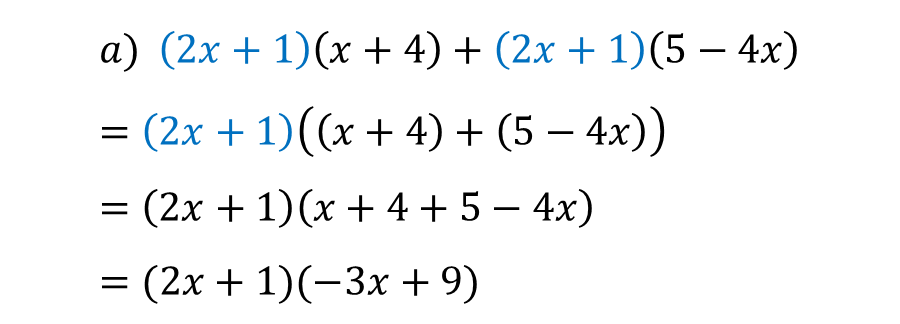 a) (2x + 1)(x + 4) + (2x + 1)(5 − 4x)
= (2x + 1)((x + 4) + (5 − 4x))
= (2x + 1)(x + 4 + 5 − 4x)
= (2x + 1)(−3x + 9)